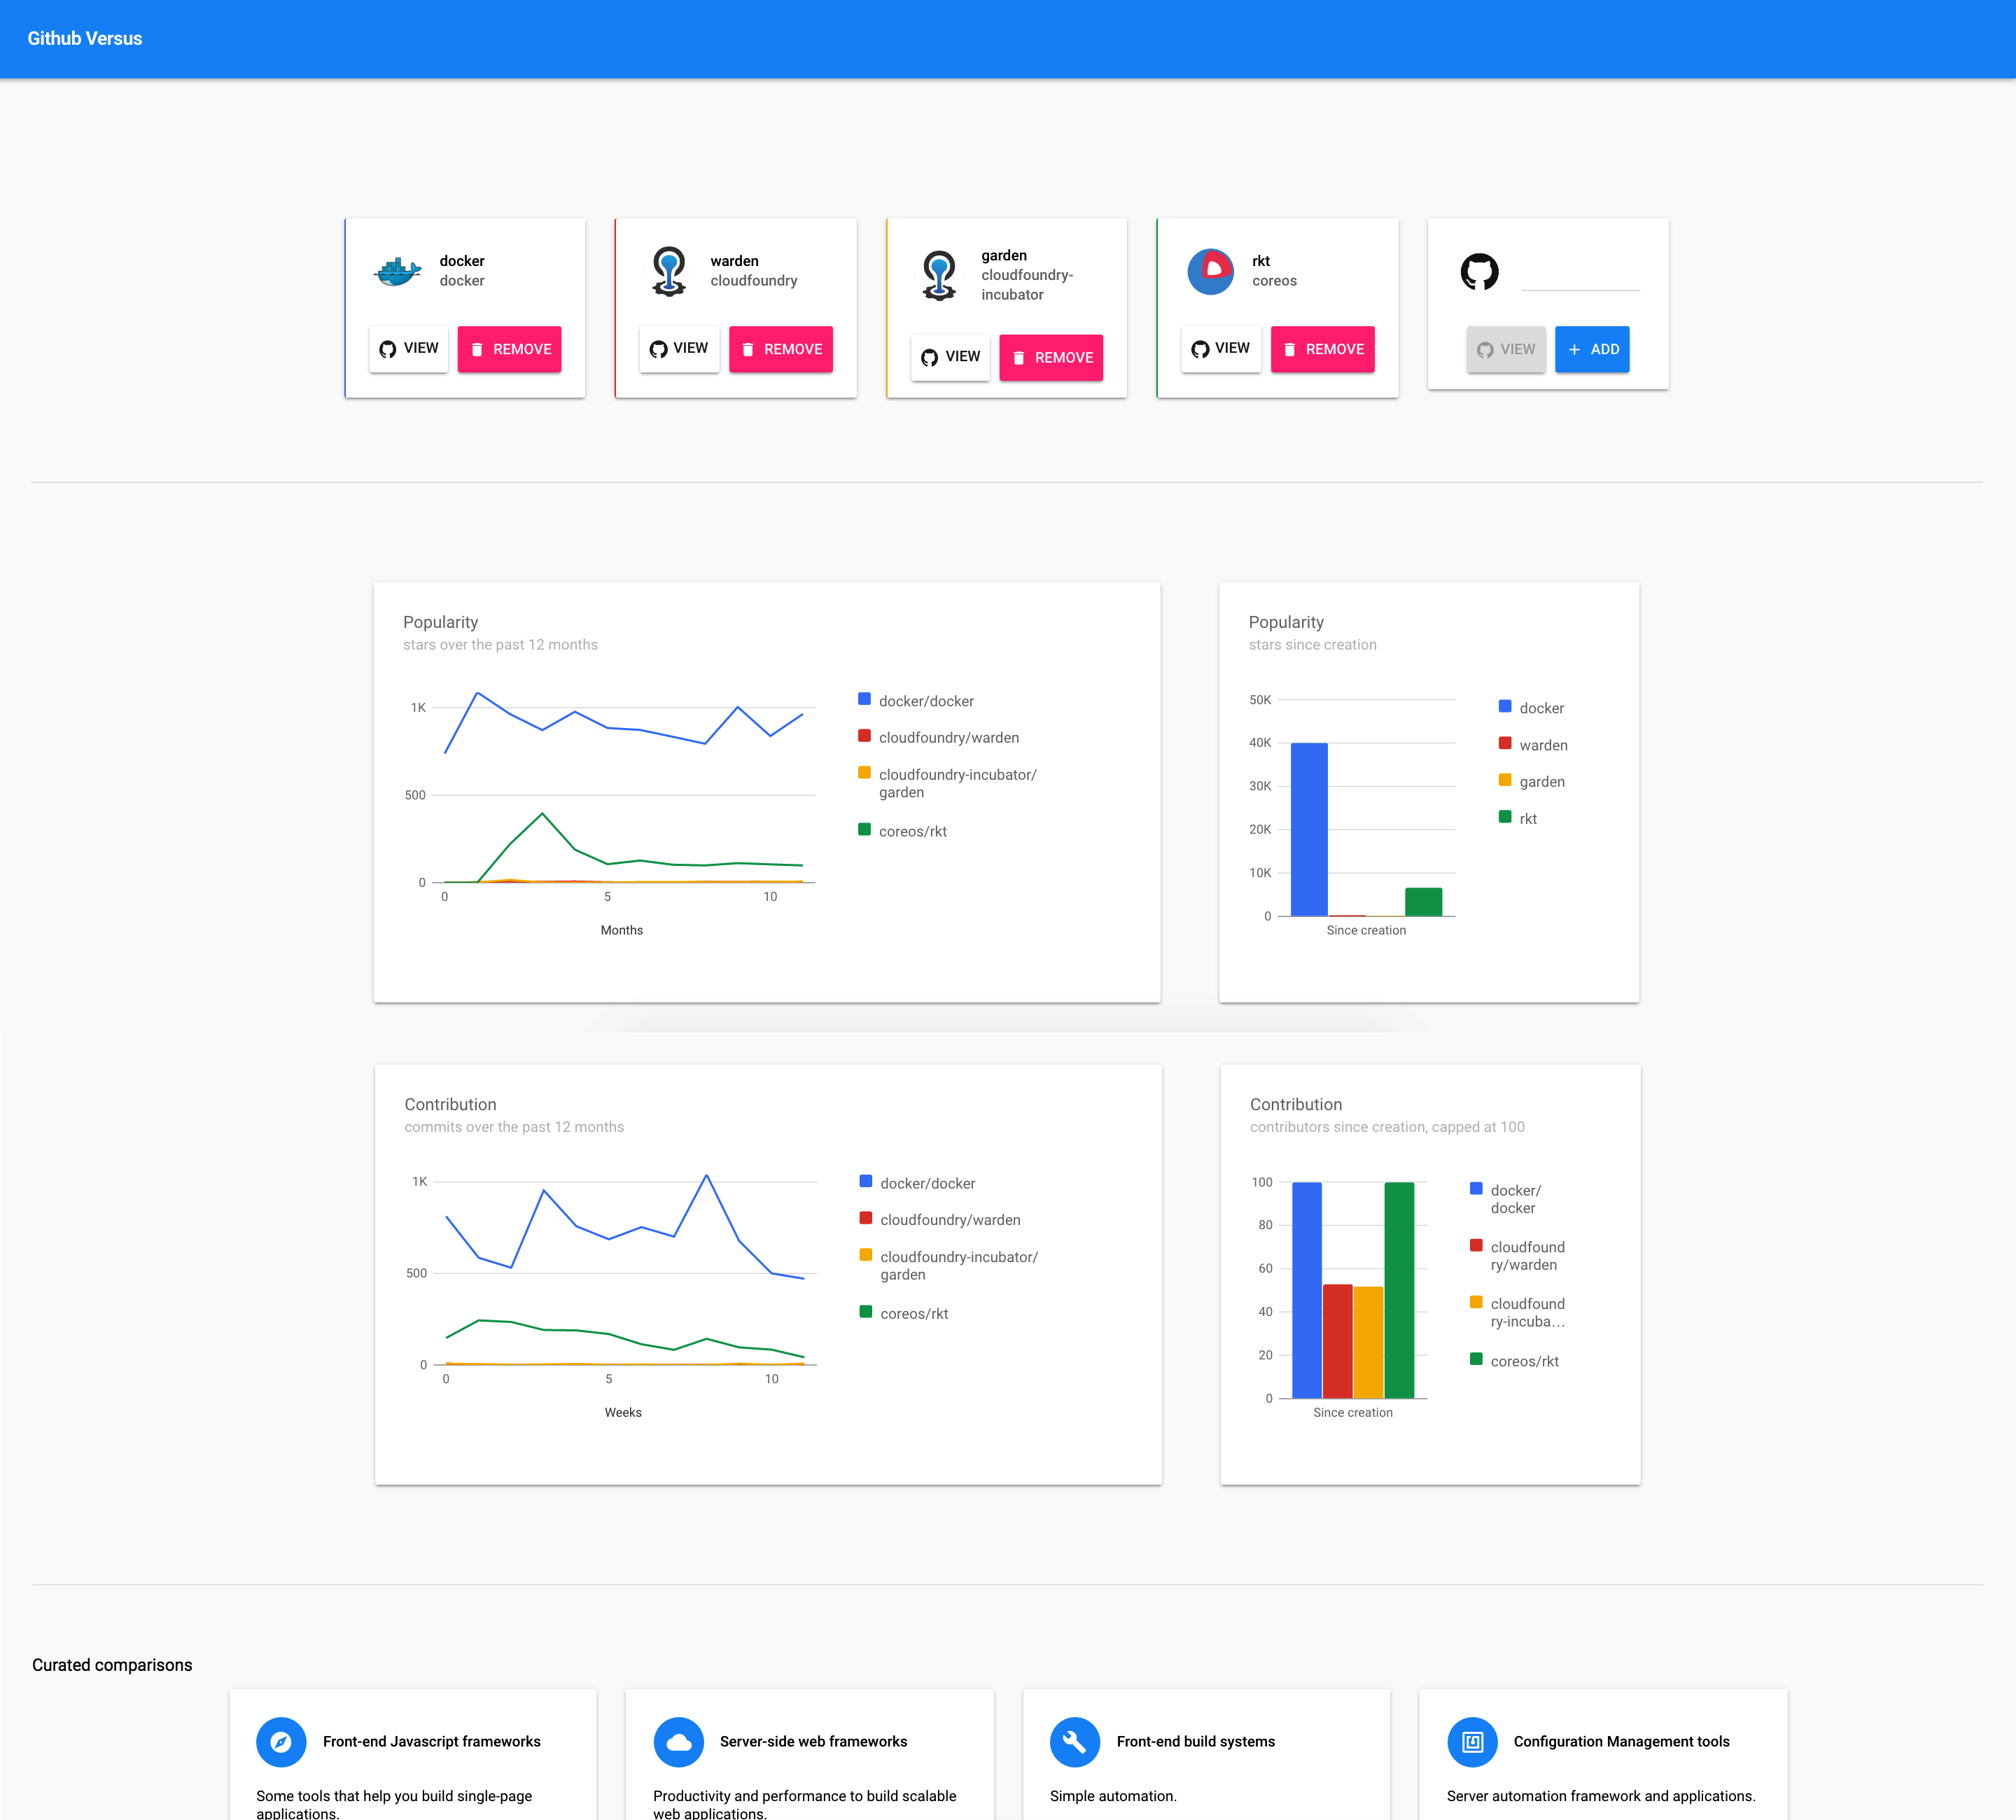 Github Versus
docker
docker
VIEW
REMOVE
warden
cloudfoundry
VIEW
REMOVE
garden
cloudfoundry-
incubator
VIEW
REMOVE
rkt
coreos
VIEW
REMOVE
VIEW
+ ADD
Popularity
stars over the past 12 months
1K
500
0
0 5 10
Months
docker/docker
cloudfoundry/warden
cloudfoundry-incubator/
garden
coreos/rkt
Popularity
stars since creation
50K
40K
30K
20K
10K
0
Since creation
docker
warden
garden
rkt
Contribution
commits over the past 12 months
1K
500
0
0 5 10
Weeks
docker/docker
cloudfoundry/warden
cloudfoundry-incubator/
garden
coreos/rkt
Contribution
contributors since creation, capped at 100
100
80
60
40
20
0
Since creation
docker/
docker
cloudfound
ry/warden
cloudfound
ry-incuba...
coreos/rkt
Curated comparisons
Front-end Javascript frameworks
Some tools that help you build single-page
applications.
Server-side web frameworks
Productivity and performance to build scalable
web applications.
Front-end build systems
Simple automation.
Configuration Management tools
Server automation framework and applications.